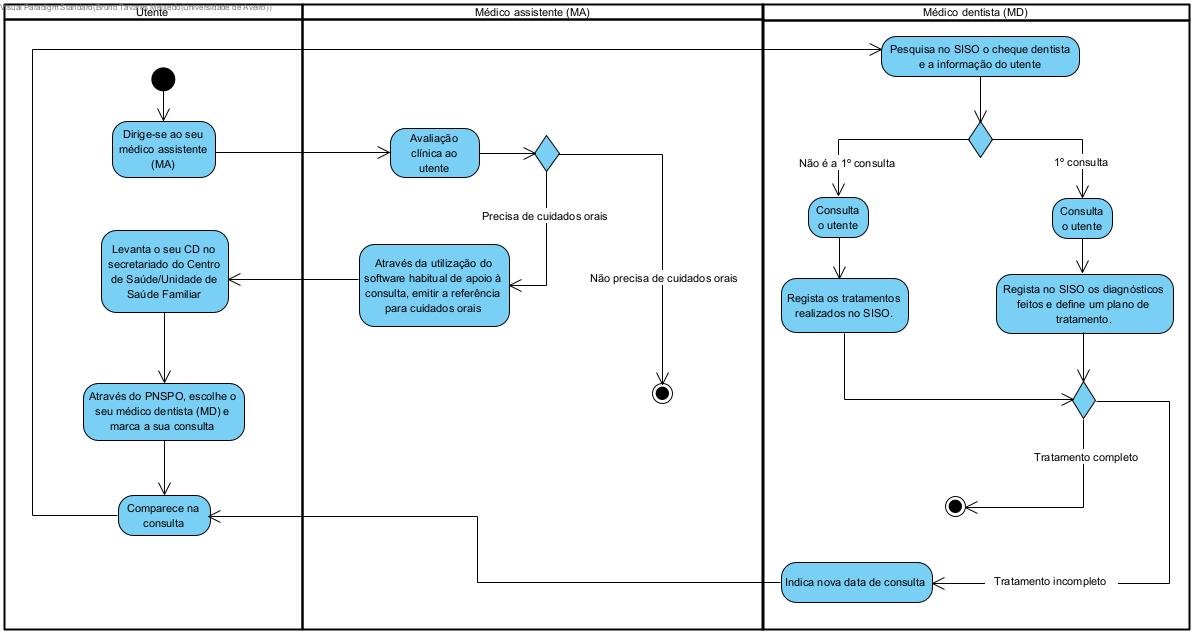 Visual Paradigm Standard(Bruno Tavares Macedo(Universidade de Aveiro))
Utente
Médico assistente (MA)
Médico dentista (MD)
Pesquisa no SISO o cheque dentista
e a informação do utente
Dirige-se ao seu
médico assistente
(MA)
Avaliação
clínica ao
utente
Não é a 1º consulta
1º consulta
Precisa de cuidados orais
Consulta
o utente
Consulta
o utente
Levanta o seu CD no
secretariado do Centro
de Saúde/Unidade de
Saúde Familiar
Através da utilização do
software habitual de apoio à
consulta, emitir a referência
para cuidados orais
Não precisa de cuidados orais
Regista os tratamentos
realizados no SISO.
Regista no SISO os diagnósticos
feitos e define um plano de
tratamento.
Através do PNSPO, escolhe o
seu médico dentista (MD) e
marca a sua consulta
Tratamento completo
Comparece na
consulta
Indica nova data de consulta
Tratamento incompleto